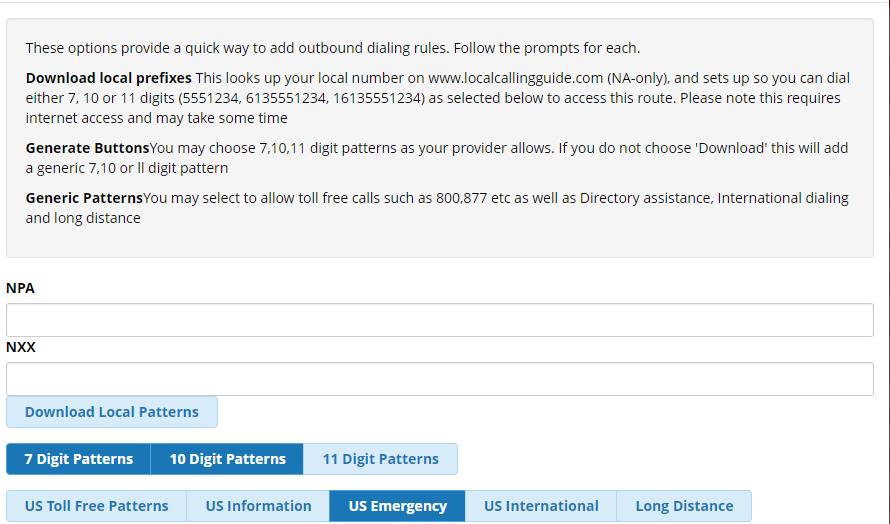 These options provide a quick way to add outbound dialing rules. Follow the prompts for each.
Download local prefixes This looks up your local number on www.localcallingguide.com (NA-only), and sets up so you can dial
either 7, 10 or 11 digits (5551234, 6135551234, 16135551234) as selected below to access this route. Please note this requires
internet access and may take some time
Generate ButtonsYou may choose 7,10,11 digit patterns as your provider allows. If you do not choose 'Download' this will add
a generic 7,10 or ll digit pattern
Generic PatternsYou may select to allow toll free calls such as 800,877 etc as well as Directory assistance, International dialing
and long distance
NPA
NXX
Download Local Patterns
7 Digit Patterns 10 Digit Patterns 11 Digit Patterns
US Toll Free Patterns US Information US Emergency US International Long Distance